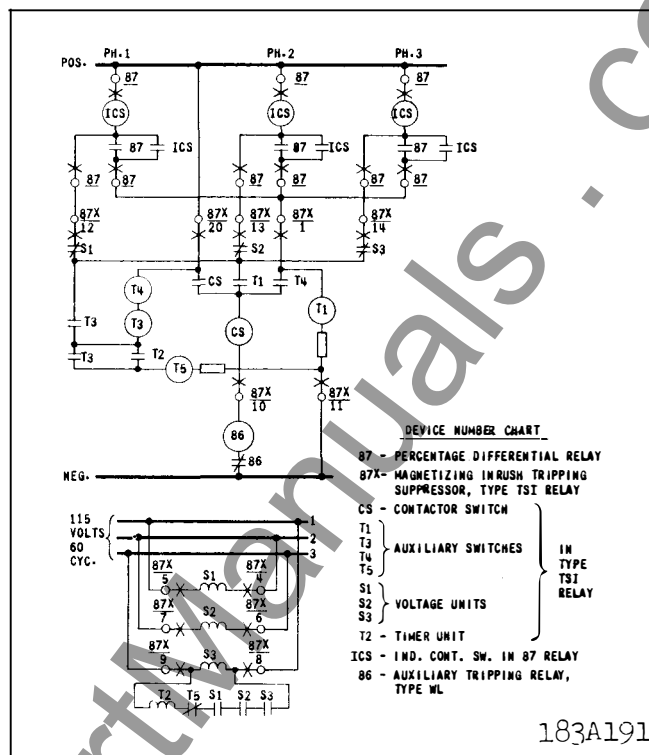 PH.1 PH.2 PH.3
POS.
87 87 87
ICS ICS ICS
87 ICS 87 ICS 87 ICS
87 87 87 87 87 87
87X 12 87X 20 87X 13 87X 1 87X 14
S1 S2 S3
T4 CS T1 T4
T1
T3 T3 CS
T3 T2
T5
87X 10 87X 11
86
86
NEG.
DEVICE NUMBER CHART
87 - PERCENTAGE DIFFERENTIAL RELAY
87X- MAGNETIZING INRUSH TRIPPING
SUPPRESSOR, TYPE TSI RELAY
CS - CONTACTOR SWITCH
T1
T3
T4
T5
AUXILIARY SWITCHES
S1
S2
S3
VOLTAGE UNITS
T2 - TIMER UNIT
IN
TYPE
TSI
RELAY
ICS - IND. CONT. SW. IN 87 RELAY
86 - AUXILIARY TRIPPING RELAY,
TYPE WL
115
VOLTS
60
CYC.
1
2
3
87X 5 S1 87X 4
87X 7 S2 87X 6
87X 9 S3 87X 8
T2 T5 S1 S2 S3
183A191